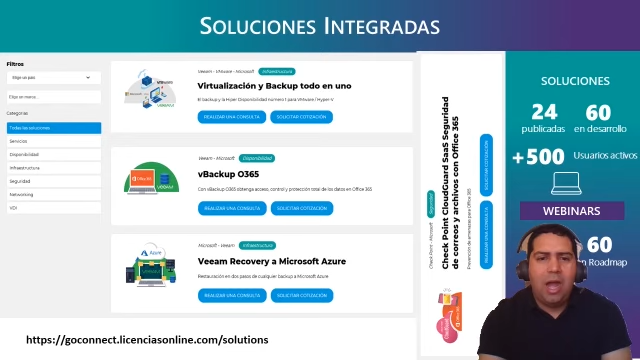 SOLUCIONES INTEGRADAS
Filtros
Elige un país
Elige un marca...
Categorías
Todas las soluciones
Servicios
Disponibilidad
Infraestructura
Seguridad
Networking
VDI
Veeam - VMware - Microsoft
Infraestructura
Virtualización y Backup todo en uno
El backup y la Hiper Disponibilidad número 1 para VMware / Hyper-V
REALIZAR UNA CONSULTA
SOLICITAR COTIZACIÓN
Veeam - Microsoft
Disponibilidad
vBackup O365
Con vBackup O365 obtenga acceso, control y protección total de los datos en Office 365
REALIZAR UNA CONSULTA
SOLICITAR COTIZACIÓN
Microsoft - Veeam
Infraestructura
Veeam Recovery a Microsoft Azure
Restauración en dos pasos de cualquier backup a Microsoft Azure.
REALIZAR UNA CONSULTA
SOLICITAR COTIZACIÓN
Azure
Check Point - Microsoft
Seguridad
Check Point CloudGuard SaaS Seguridad
de correos y archivos con Office 365
Prevención de amenazas para Office 365
REALIZAR UNA CONSULTA
SOLICITAR COTIZACIÓN
SOLUCIONES
24
publicadas
60
en desarrollo
+500
Usuarios activos
WEBINARS
60
n Roadmap
https://goconnect.licenciasonline.com/solutions